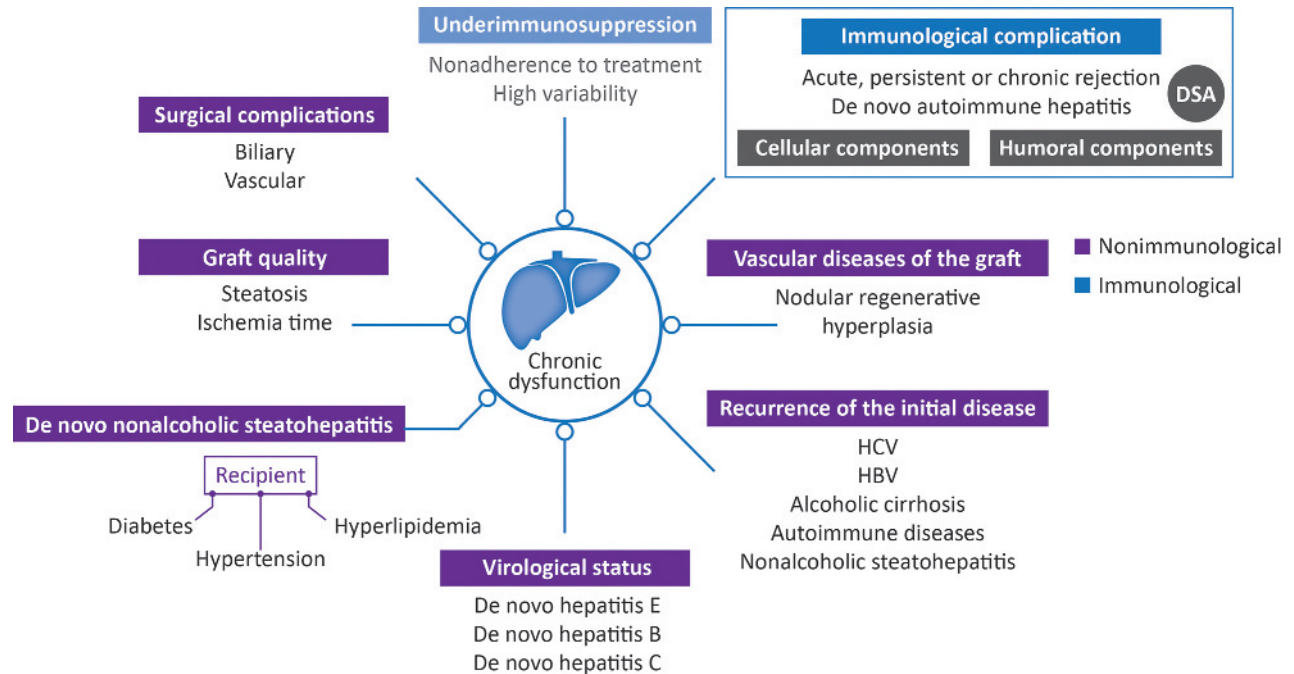 Underimmunosuppression
Nonadherence to treatment
High variability
Immunological complication
Acute, persistent or chronic rejection
De novo autoimmune hepatitis
DSA
Cellular components
Humoral components
Surgical complications
Biliary
Vascular
Graft quality
Steatosis
Ischemia time
Vascular diseases of the graft
Nodular regenerative
hyperplasia
Nonimmunological
Immunological
Chronic
dysfunction
De novo nonalcoholic steatohepatitis
Recipient
Diabetes
Hypertension
Hyperlipidemia
Recurrence of the initial disease
HCV
HBV
Alcoholic cirrhosis
Autoimmune diseases
Nonalcoholic steatohepatitis
Virological status
De novo hepatitis E
De novo hepatitis B
De novo hepatitis C